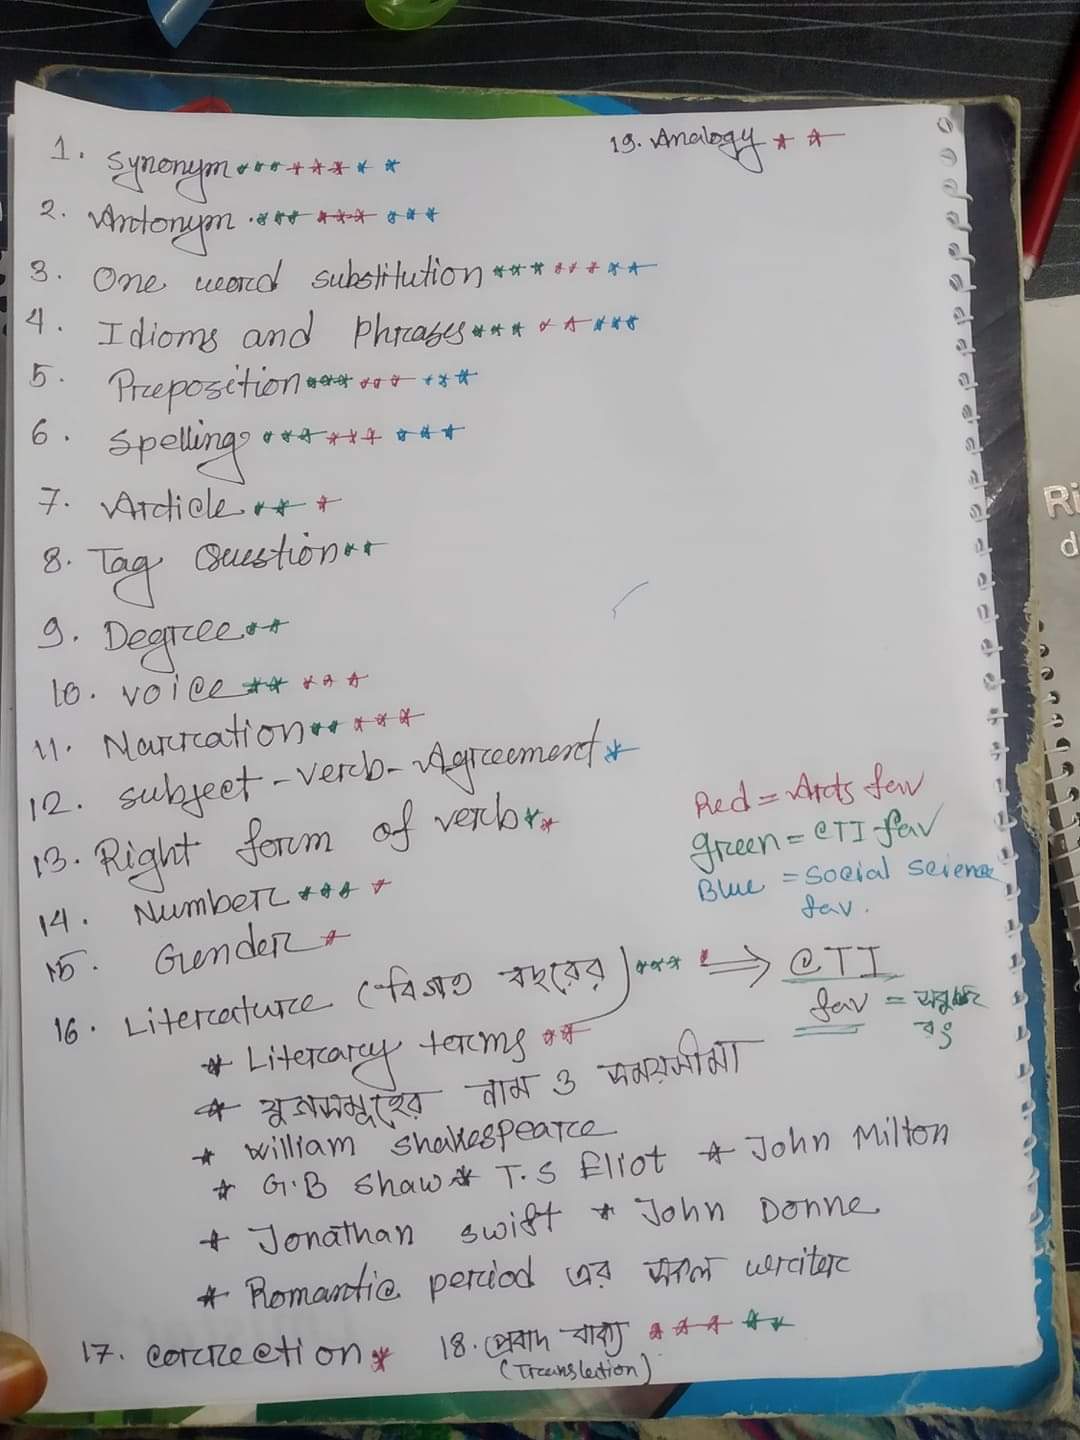 1. Synonym *** *** **
19. Analogy **
2. Antonym *** *** ***
3. One word substitution *** *** **
4. Idioms and Phrases *** ** ***
5. Preposition *** *** ***
6. Spelling *** *** ***
7. Article ** *
8. Tag Question **
9. Degree **
10. voice ** ***
11. Narration ** ***
12. subject-verb-Agreement *
13. Right form of verb **
14. Number *** *
15. Gender *
16. Literature (বিগত বছরের) *** * ⇒ CTI fav = সবুজ রং
* Literary terms **
* যুগসমূহের নাম ও সময়সীমা
* William Shakespeare
* G.B Shaw * T.S Eliot * John Milton
* Jonathan swift * John Donne
* Romantic period এর সকল writer
17. correction *
18. প্রবাদ বাক্য *** **
(Translation)
Red = Arts fav
Green = CTI fav
Blue = social science fav.
Ri
d